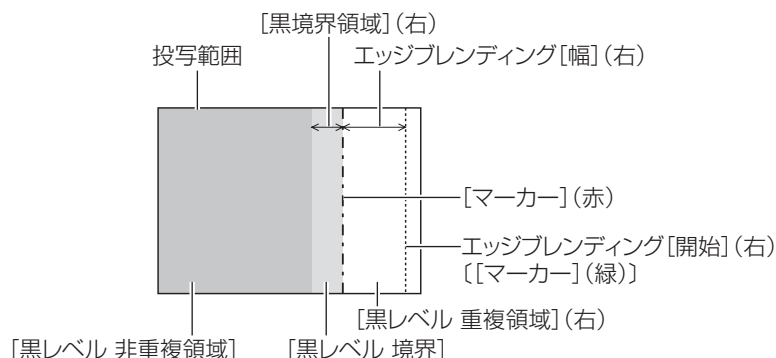 [黒境界領域](右)
投写範囲
エッジブレンディング[幅](右)
[マーカー](赤)
エッジブレンディング[開始](右)
〔[マーカー](緑)〕
[黒レベル 重複領域](右)
[黒レベル 非重複領域]
[黒レベル 境界]